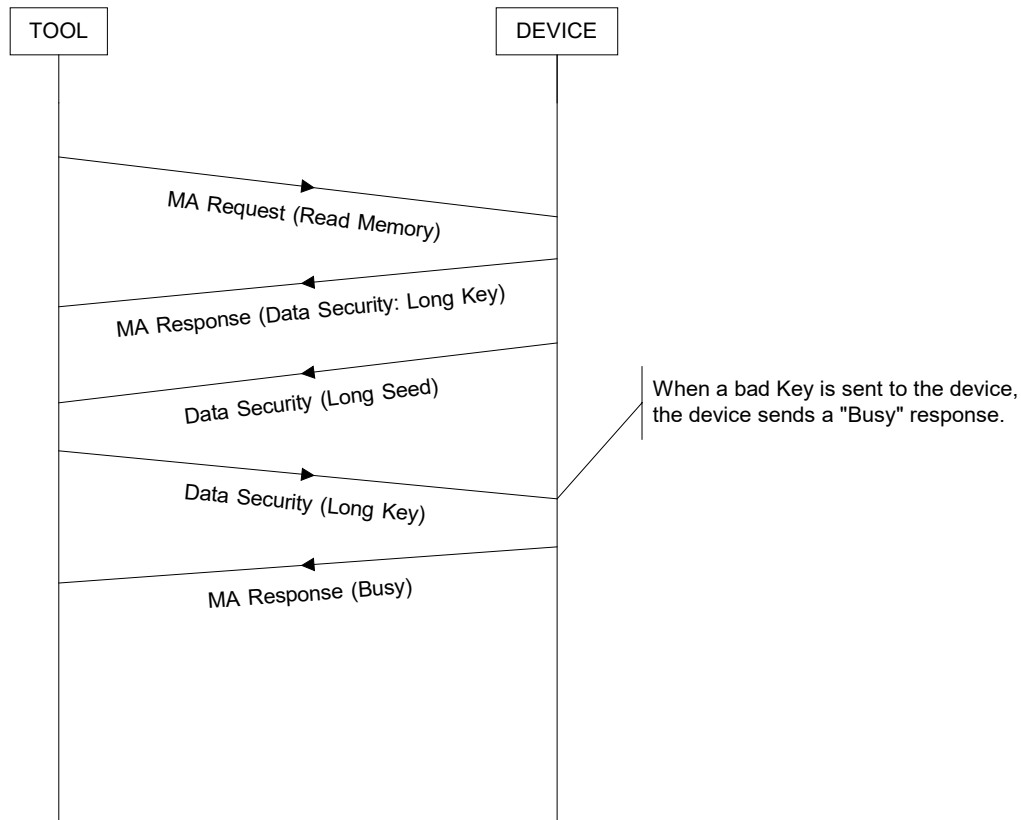 TOOL
DEVICE
MA Request (Read Memory)
MA Response (Data Security: Long Key)
Data Security (Long Seed)
When a bad Key is sent to the device,
the device sends a "Busy" response.
Data Security (Long Key)
MA Response (Busy)